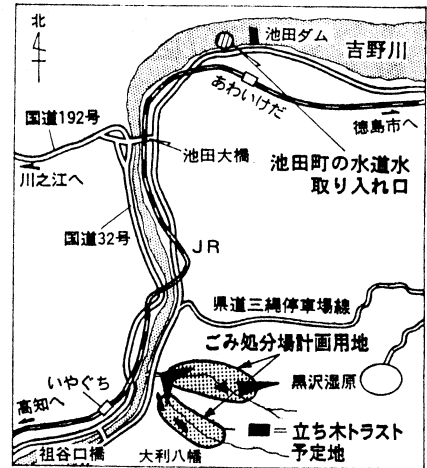 北
池田ダム
吉野川
あわいけだ
国道192号
徳島市へ
池田大橋
川之江へ
池田町の水道水
取り入れ口
国道32号
JR
県道三縄停車場線
ごみ処分場計画用地
いやぐち
黒沢湿原
高知へ
■=立ち木トラスト
予定地
祖谷口橋
大利八幡